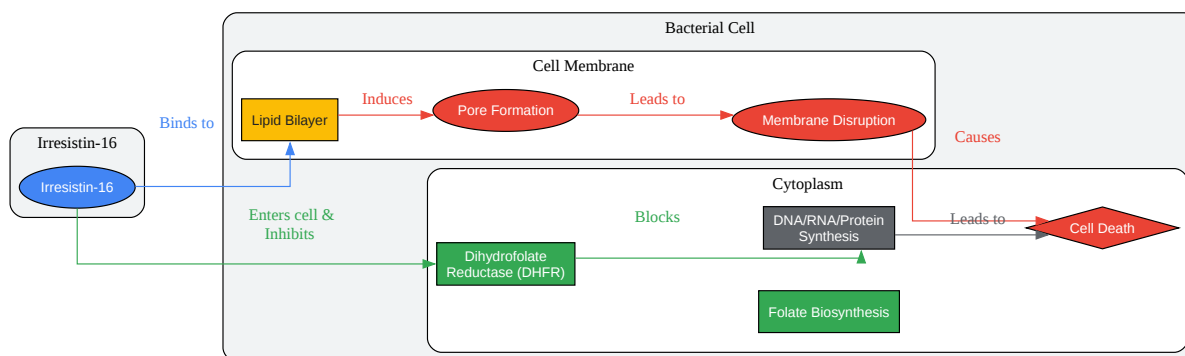 Bacterial Cell
Cell Membrane
Lipid Bilayer
Induces
Pore Formation
Leads to
Membrane Disruption
Causes
Binds to
Irresistin-16
Irresistin-16
Cytoplasm
Enters cell &
Inhibits
Blocks
DNA/RNA/Protein
Synthesis
Leads to
Cell Death
Dihydrofolate
Reductase (DHFR)
Folate Biosynthesis